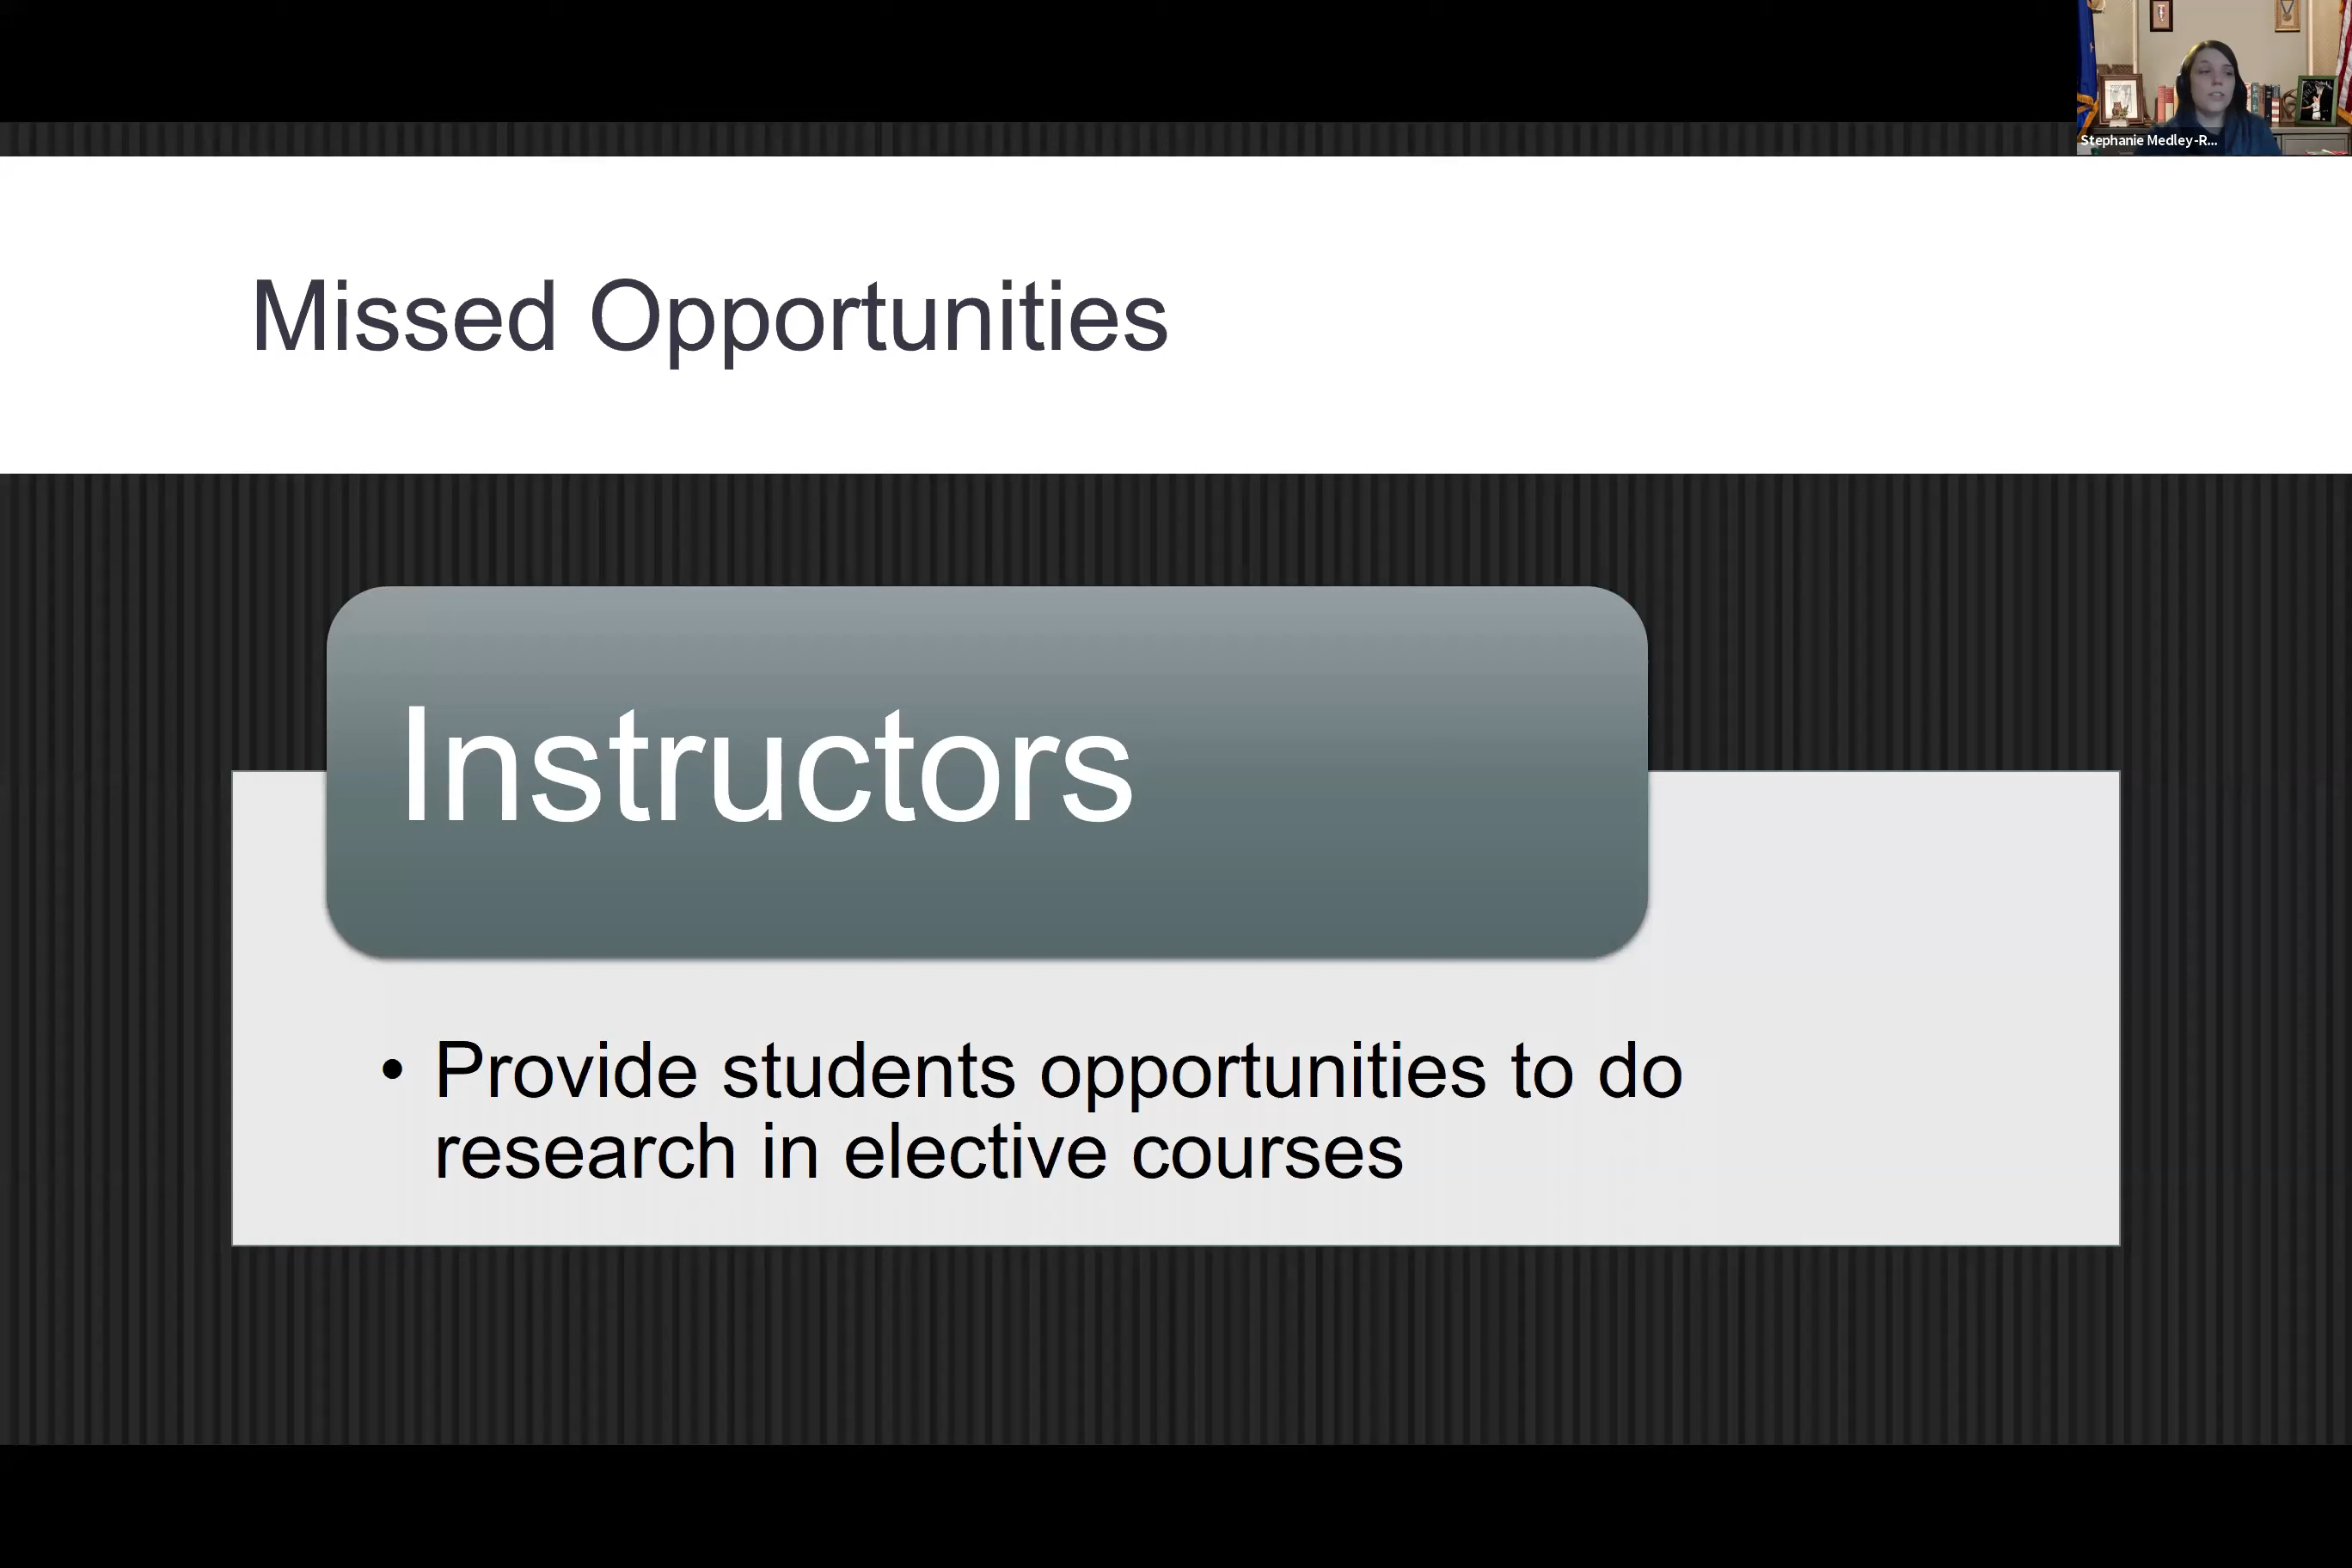 Stephanie Medley-R...
Missed Opportunities
Instructors
• Provide students opportunities to do
research in elective courses